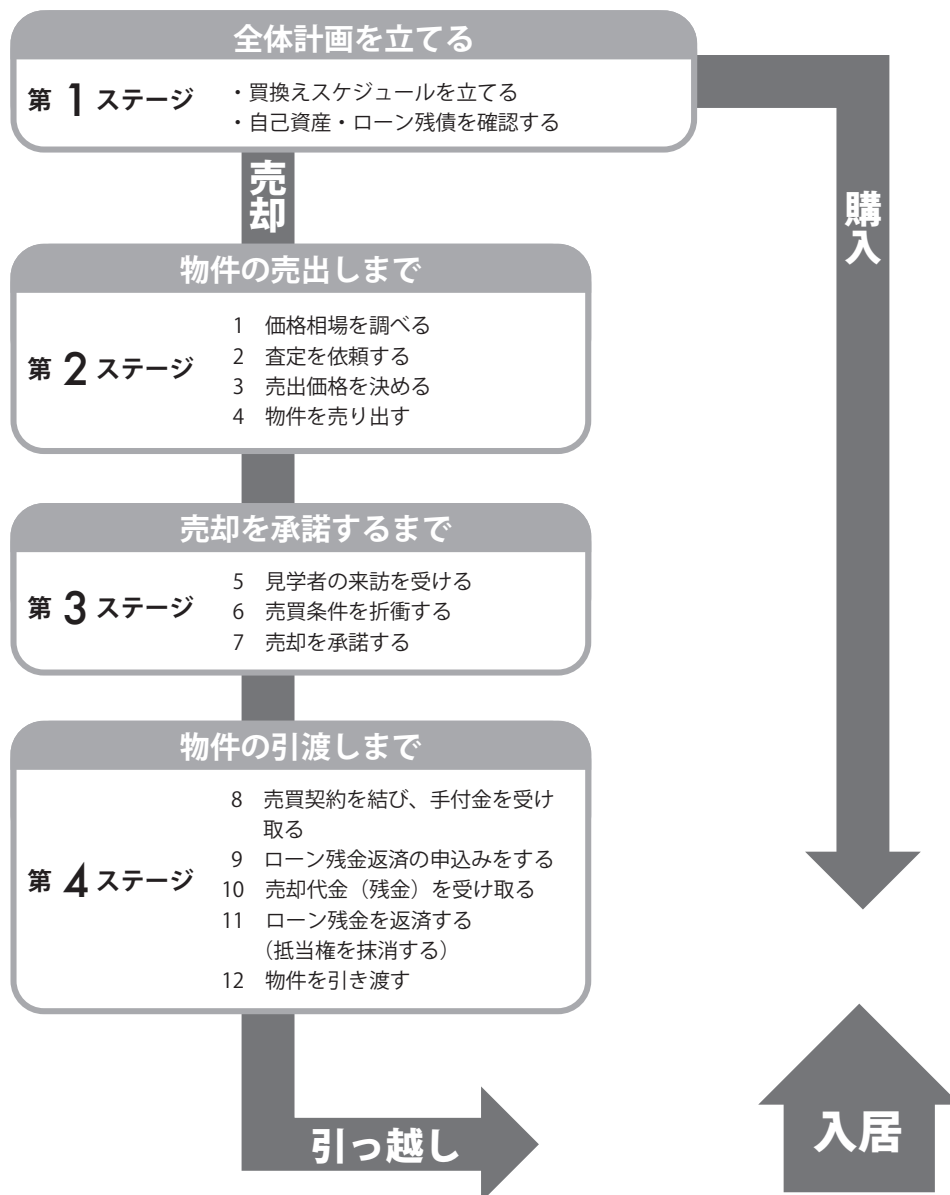 全体計画を立てる
第 1 ステージ
・買換えスケジュールを立てる
・自己資産・ローン残債を確認する
売却
購入
物件の売出しまで
第 2 ステージ
1 価格相場を調べる
2 査定を依頼する
3 売出価格を決める
4 物件を売り出す
売却を承諾するまで
第 3 ステージ
5 見学者の来訪を受ける
6 売買条件を折衝する
7 売却を承諾する
物件の引渡しまで
第 4 ステージ
8 売買契約を結び、手付金を受け
取る
9 ローン残金返済の申込みをする
10 売却代金（残金）を受け取る
11 ローン残金を返済する
（抵当権を抹消する）
12 物件を引き渡す
引っ越し
入居